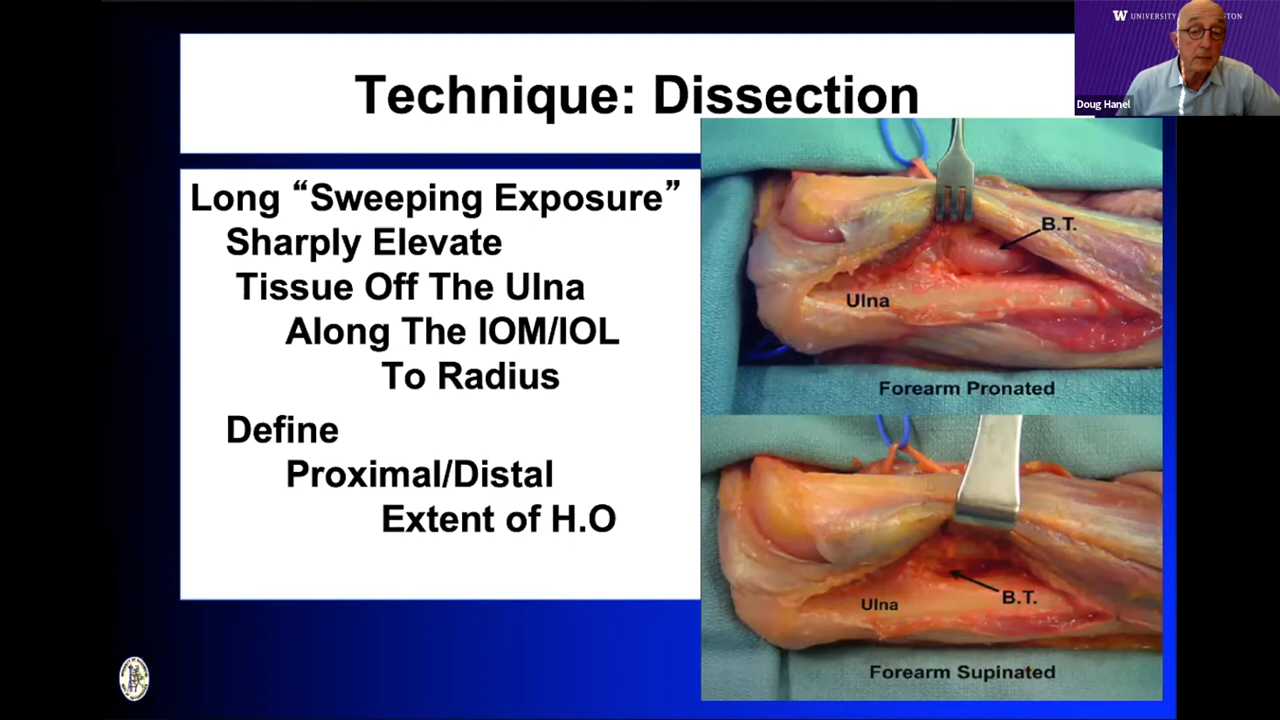 W UNIVERSITY
STON
Doug Hanel
Technique: Dissection
Long “Sweeping Exposure”
Sharply Elevate
Tissue Off The Ulna
Along The IOM/IOL
To Radius
Define
Proximal/Distal
Extent of H.O
B.T.
Ulna
Forearm Pronated
B.T.
Ulna
Forearm Supinated